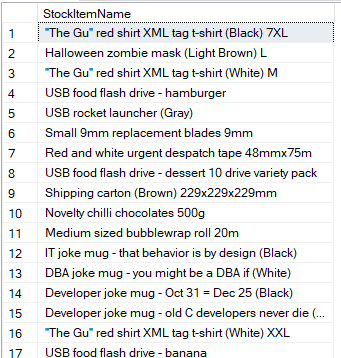 StockItemName
1 "The Gu" red shirt XML tag t-shirt (Black) 7XL
2 Halloween zombie mask (Light Brown) L
3 "The Gu" red shirt XML tag t-shirt (White) M
4 USB food flash drive - hamburger
5 USB rocket launcher (Gray)
6 Small 9mm replacement blades 9mm
7 Red and white urgent despatch tape 48mmx75m
8 USB food flash drive - dessert 10 drive variety pack
9 Shipping carton (Brown) 229x229x229mm
10 Novelty chilli chocolates 500g
11 Medium sized bubblewrap roll 20m
12 IT joke mug - that behavior is by design (Black)
13 DBA joke mug - you might be a DBA if (White)
14 Developer joke mug - Oct 31 = Dec 25 (Black)
15 Developer joke mug - old C developers never die (...
16 "The Gu" red shirt XML tag t-shirt (White) XXL
17 USB food flash drive - banana